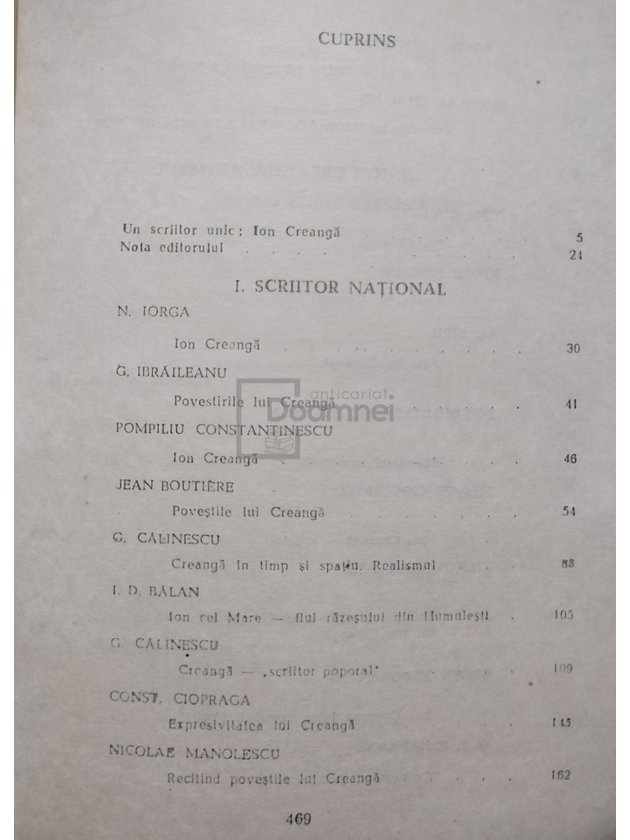 CUPRINS
Un scriitor unic: Ion Creangă . . . . . 5
Nota editorului . . . . . . . 21
I. SCRIITOR NAȚIONAL
N. IORGA
Ion Creangă . . . . . . . 30
G. IBRĂILEANU
Povestirile lui Creangă . . . . . 41
anticariat
Doamnei
POMPILIU CONSTANTINESCU
Ion Creangă . . . . . . . 46
JEAN BOUTIÈRE
Poveștile lui Creangă . . . . . 54
G. CĂLINESCU
Creangă în timp și spațiu. Realismul . . . 88
I. D. BĂLAN
Ion cel Mare — fiul răzeșului din Humulești . 105
G. CĂLINESCU
Creangă — „scriitor poporal" . . . . 109
CONST. CIOPRAGA
Expresivitatea lui Creangă . . . . 145
NICOLAE MANOLESCU
Recitind poveștile lui Creangă . . . . 162
469